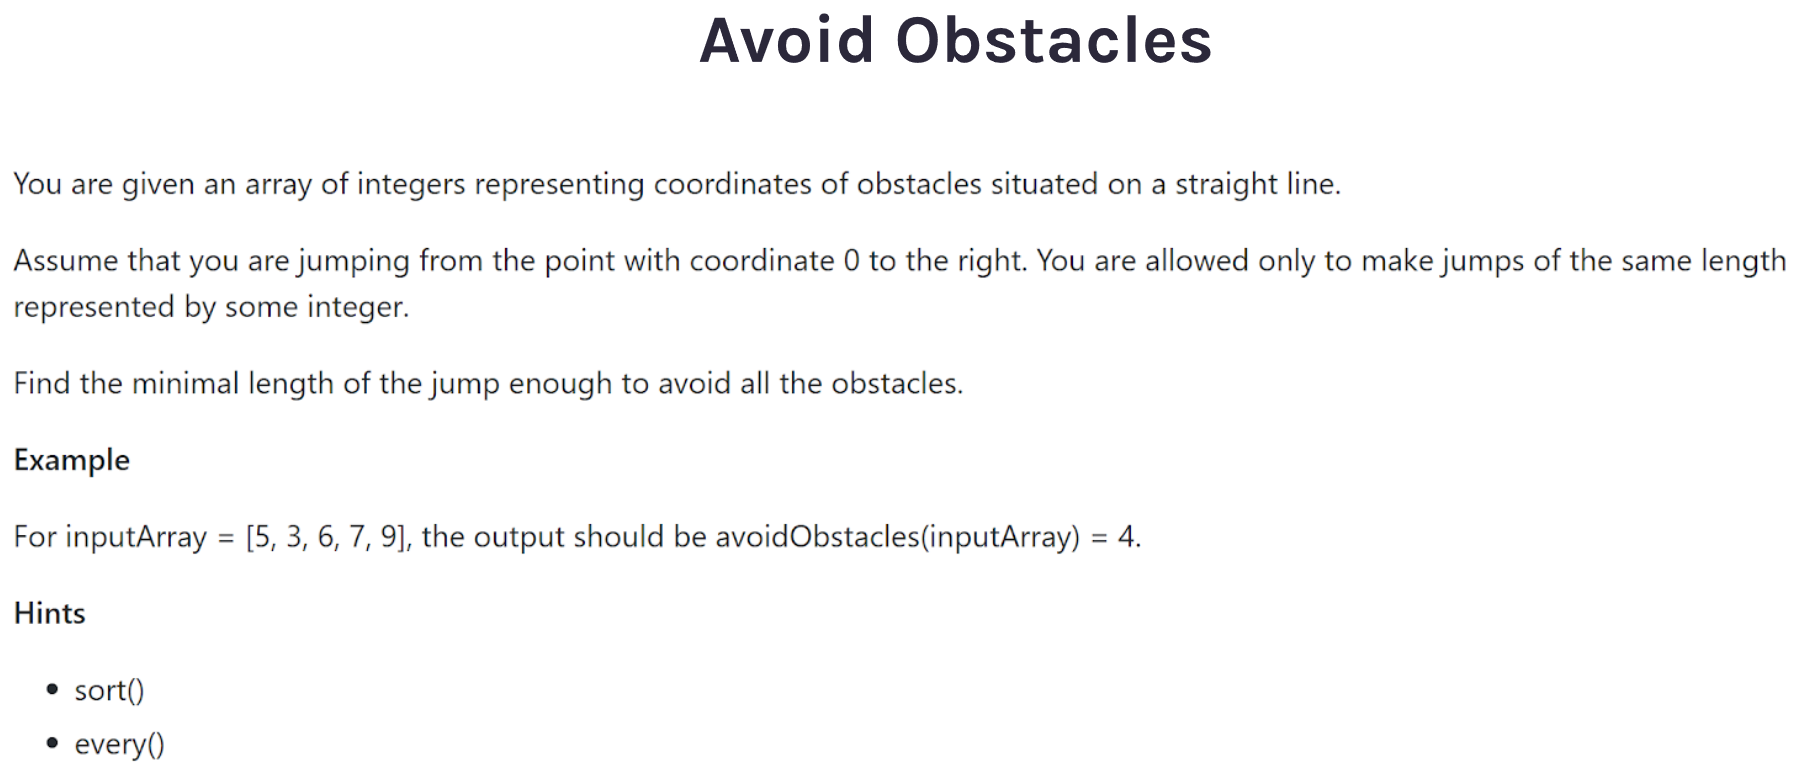 Avoid Obstacles
You are given an array of integers representing coordinates of obstacles situated on a straight line.
Assume that you are jumping from the point with coordinate 0 to the right. You are allowed only to make jumps of the same length
represented by some integer.
Find the minimal length of the jump enough to avoid all the obstacles.
Example
For inputArray = [5, 3, 6, 7, 9], the output should be avoidObstacles(inputArray) = 4.
Hints
• sort()
• every()